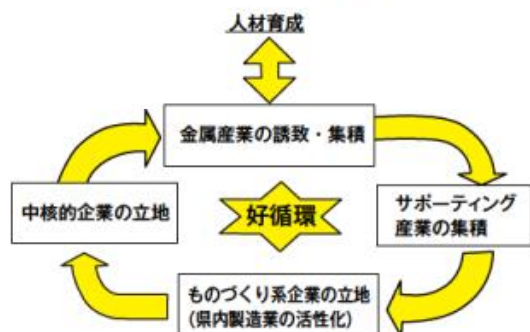 人材育成
金属産業の誘致・集積
中核的企業の立地
好循環
サポーティング
産業の集積
ものづくり系企業の立地
(県内製造業の活性化)